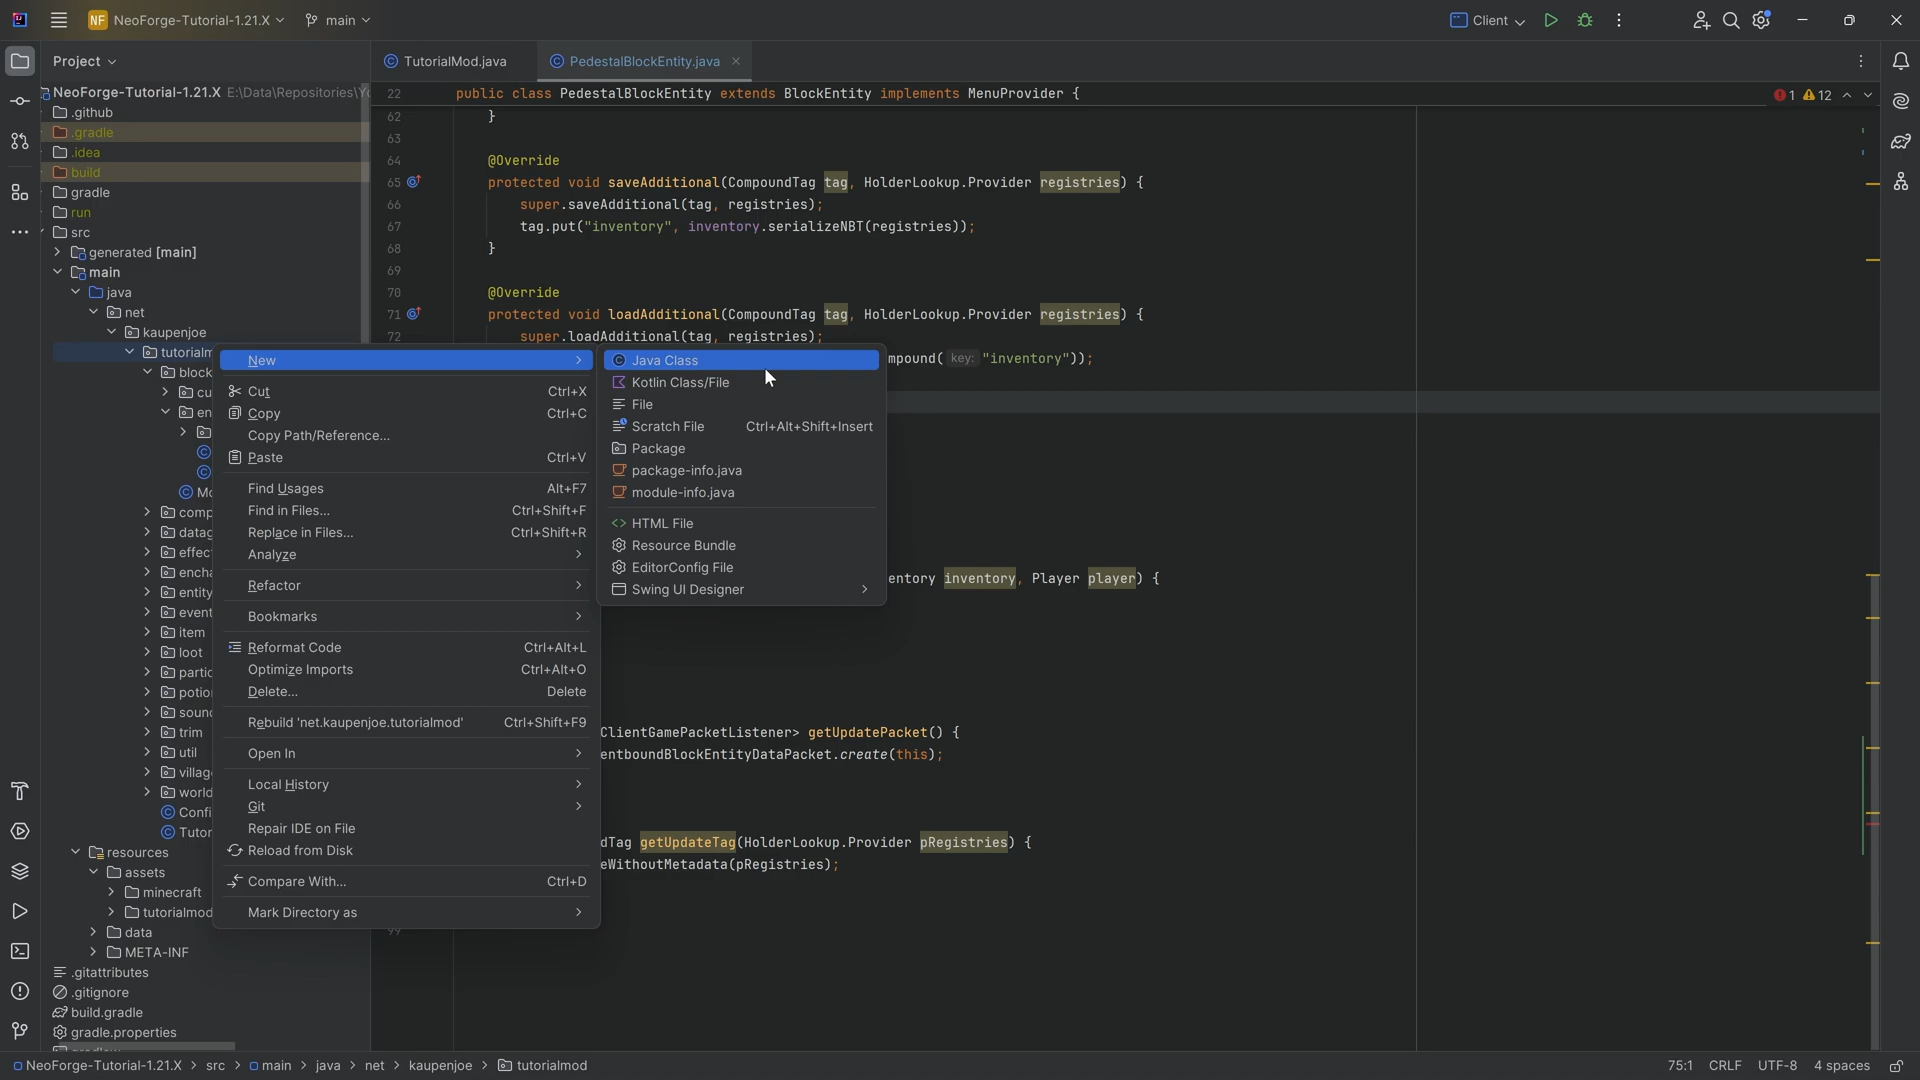 NF NeoForge-Tutorial-1.21.X main
Client
Project
TutorialMod.java
PedestalBlockEntity.java
NeoForge-Tutorial-1.21.X E:\Data\Repositories\Yo
.github
.gradle
.idea
build
gradle
run
src
generated [main]
main
java
net
kaupenjoe
tutorialm
block
cu
en
Mo
comp
datag
effec
encha
entity
event
item
loot
partic
potion
sound
trim
util
villag
world
Confi
Tutor
resources
assets
minecraft
tutorialmod
data
META-INF
.gitattributes
.gitignore
build.gradle
gradle.properties
New
Cut Ctrl+X
Copy Ctrl+C
Copy Path/Reference...
Paste Ctrl+V
Find Usages Alt+F7
Find in Files... Ctrl+Shift+F
Replace in Files... Ctrl+Shift+R
Analyze
Refactor
Bookmarks
Reformat Code Ctrl+Alt+L
Optimize Imports Ctrl+Alt+O
Delete... Delete
Rebuild 'net.kaupenjoe.tutorialmod' Ctrl+Shift+F9
Open In
Local History
Git
Repair IDE on File
Reload from Disk
Compare With... Ctrl+D
Mark Directory as
Java Class
Kotlin Class/File
File
Scratch File Ctrl+Alt+Shift+Insert
Package
package-info.java
module-info.java
HTML File
Resource Bundle
EditorConfig File
Swing UI Designer
22 public class PedestalBlockEntity extends BlockEntity implements MenuProvider {
1 12
62 }
63
64 @Override
65 protected void saveAdditional(CompoundTag tag, HolderLookup.Provider registries) {
66 super.saveAdditional(tag, registries);
67 tag.put("inventory", inventory.serializeNBT(registries));
68 }
69
70 @Override
71 protected void loadAdditional(CompoundTag tag, HolderLookup.Provider registries) {
72 super.loadAdditional(tag, registries);
mpound( key: "inventory"));
entory inventory, Player player) {
ClientGamePacketListener> getUpdatePacket() {
entboundBlockEntityDataPacket.create(this);
dTag getUpdateTag(HolderLookup.Provider pRegistries) {
eWithoutMetadata(pRegistries);
99
NeoForge-Tutorial-1.21.X > src > main > java > net > kaupenjoe > tutorialmod
75:1 CRLF UTF-8 4 spaces